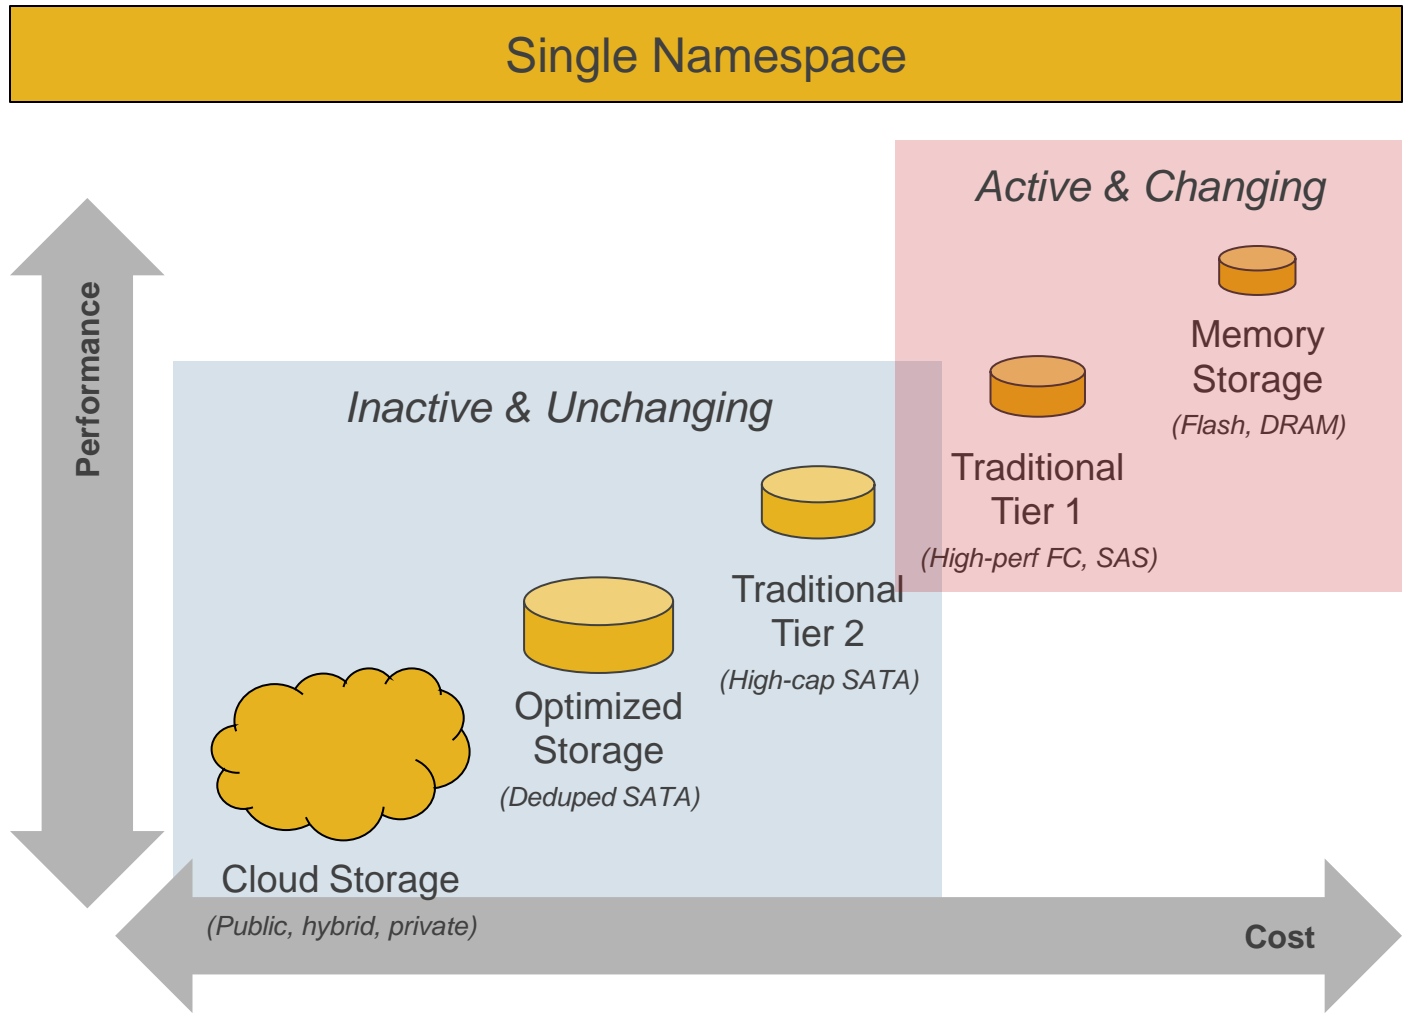 Single Namespace
Active & Changing
Memory
Storage
(Flash, DRAM)
Performance
Inactive & Unchanging
Traditional
Tier 1
(High-perf FC, SAS)
Traditional
Tier 2
(High-cap SATA)
Optimized
Storage
(Deduped SATA)
Cloud Storage
(Public, hybrid, private)
Cost